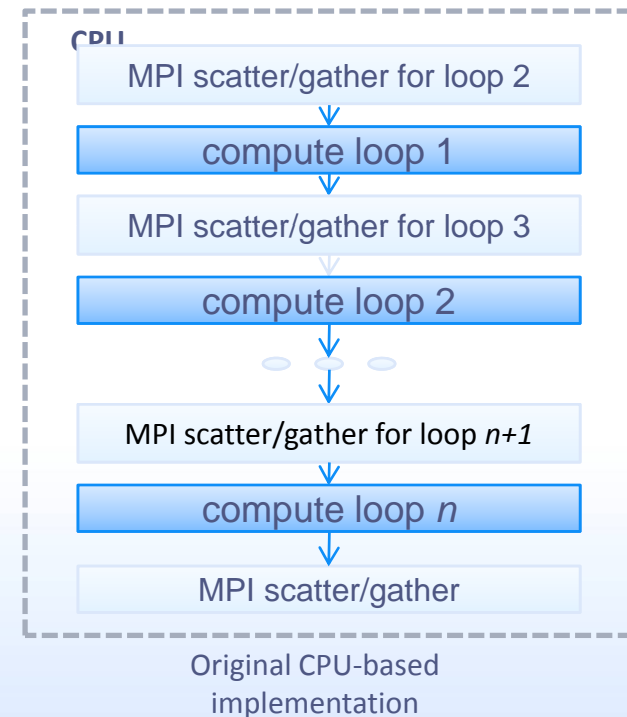 CPU
MPI scatter/gather for loop 2
compute loop 1
MPI scatter/gather for loop 3
compute loop 2
MPI scatter/gather for loop n+1
compute loop n
MPI scatter/gather
Original CPU-based
implementation